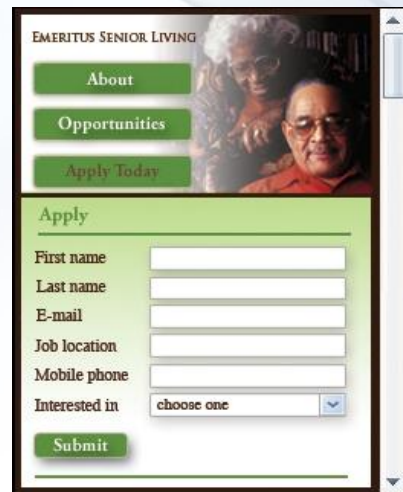 EMERITUS SENIOR LIVING
About
Opportunities
Apply Today
Apply
First name
Last name
E-mail
Job location
Mobile phone
Interested in choose one
Submit